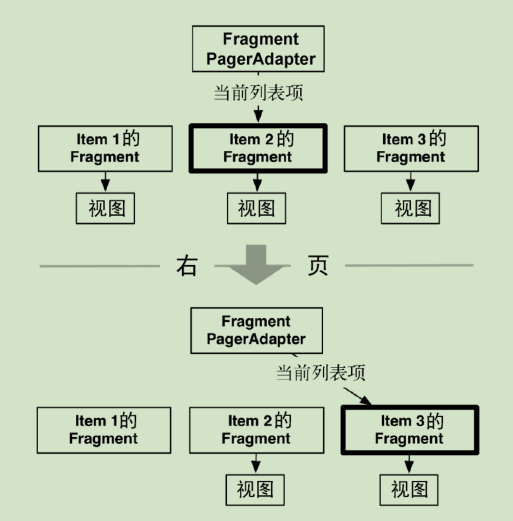 Fragment
PagerAdapter
当前列表项
Item 1的
Fragment
Item 2的
Fragment
Item 3的
Fragment
视图
视图
视图
右
页
Fragment
PagerAdapter
当前列表项
Item 1的
Fragment
Item 2的
Fragment
Item 3的
Fragment
视图
视图